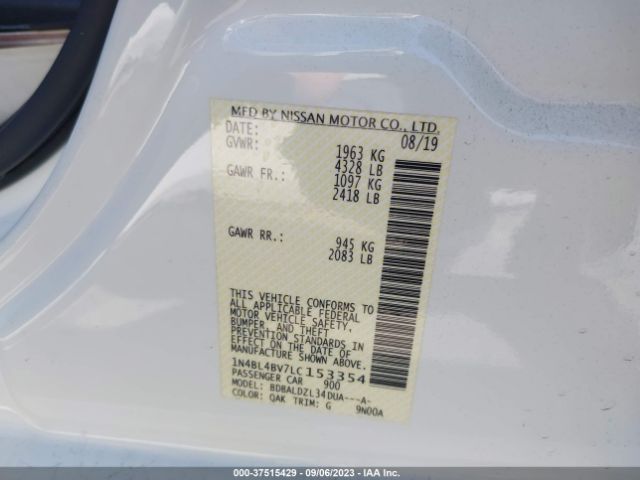 MFD BY NISSAN MOTOR CO., LTD.
DATE: 08/19
GVWR: 1963 KG
4328 LB
GAWR FR.: 1097 KG
2418 LB
GAWR RR.: 945 KG
2083 LB
THIS VEHICLE CONFORMS TO
ALL APPLICABLE FEDERAL
MOTOR VEHICLE SAFETY,
BUMPER, AND THEFT
PREVENTION STANDARDS IN
EFFECT ON THE DATE OF
MANUFACTURE SHOWN ABOVE.
1N4BL4BV7LC153354
PASSENGER CAR 900
MODEL: BDBALDZL34DUA---A-
COLOR: QAK TRIM: G 9N00A
000-37515429 - 09/06/2023 - IAA Inc.